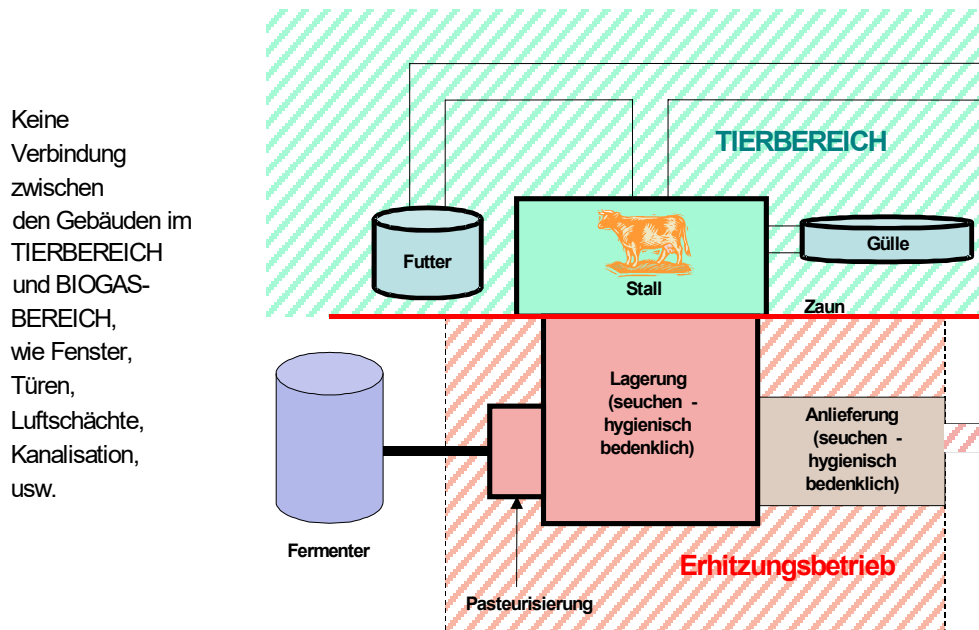 Keine
Verbindung
zwischen
den Gebäuden im
TIERBEREICH
und BIOGAS-
BEREICH,
wie Fenster,
Türen,
Luftschächte,
Kanalisation,
usw.
TIERBEREICH
Futter
Stall
Gülle
Zaun
Lagerung
(seuchen -
hygienisch
bedenklich)
Anlieferung
(seuchen -
hygienisch
bedenklich)
Fermenter
Erhitzungsbetrieb
Pasteurisierung